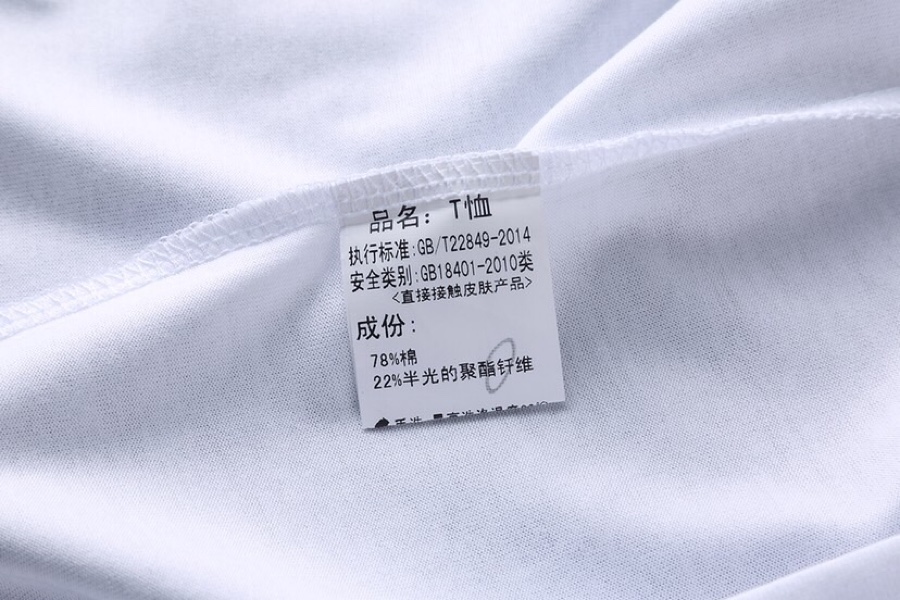 品名：T恤
执行标准:GB/T22849-2014
安全类别:GB18401-2010类
<直接接触皮肤产品>
成份:
78%棉
22%半光的聚酯钎维